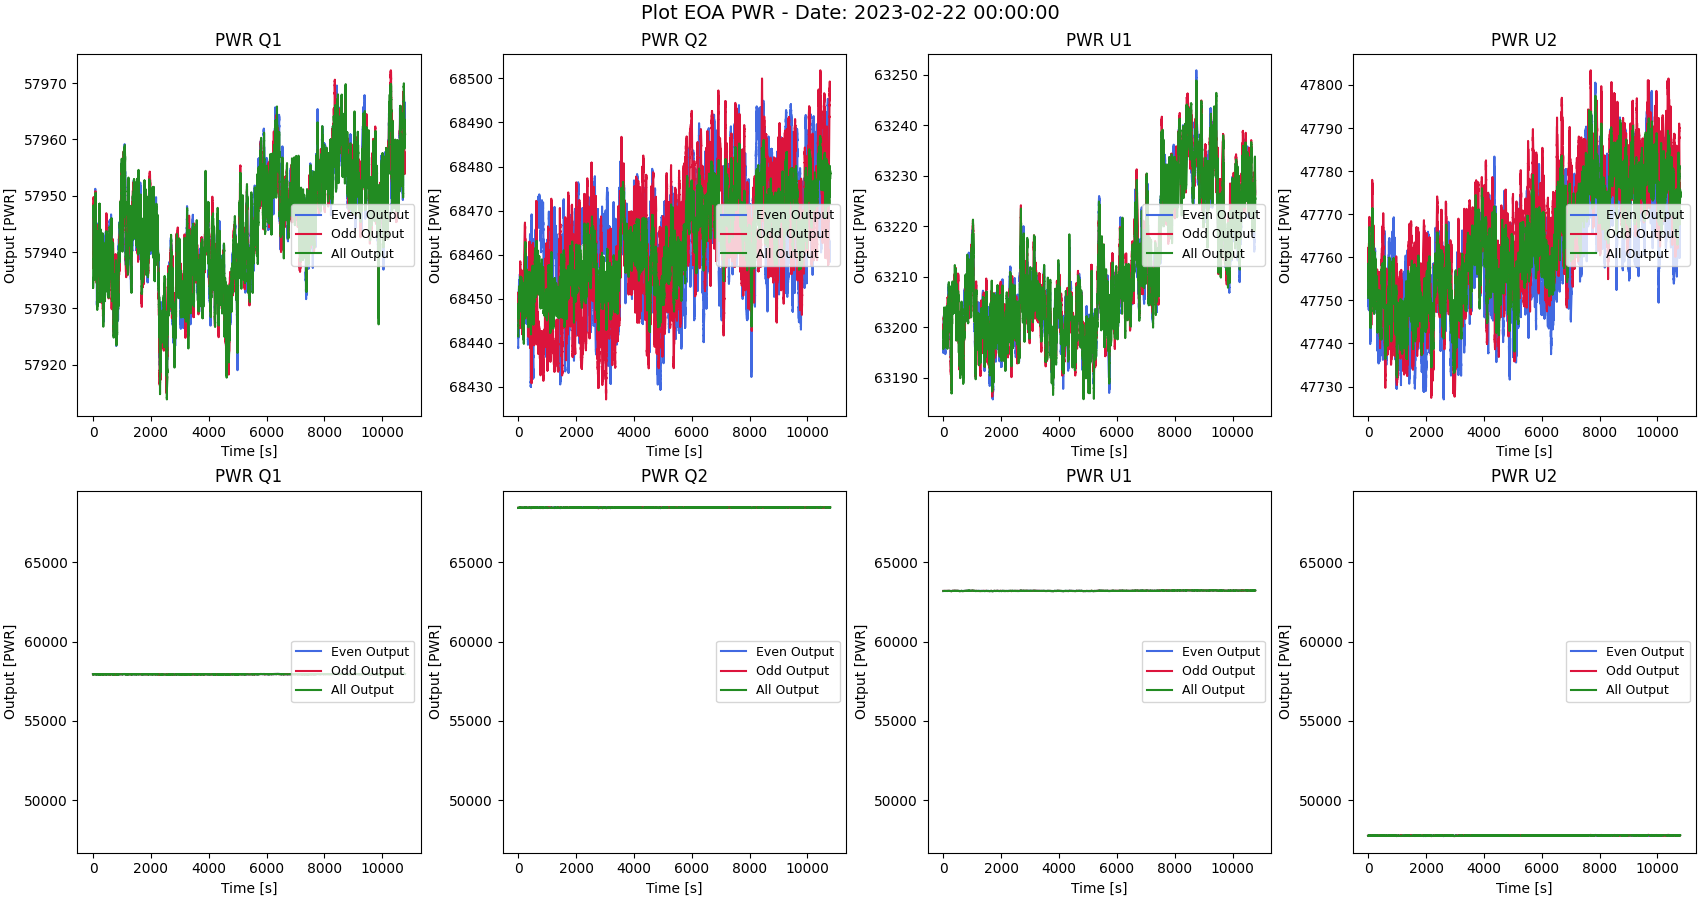 Plot EOA PWR - Date: 2023-02-22 00:00:00
PWR Q1
PWR Q2
PWR U1
PWR U2
Output [PWR]
57970
57960
57950
57940
57930
57920
Even Output
Odd Output
All Output
0 2000 4000 6000 8000 10000
Time [s]
Output [PWR]
68500
68490
68480
68470
68460
68450
68440
68430
Even Output
Odd Output
All Output
0 2000 4000 6000 8000 10000
Time [s]
Output [PWR]
63250
63240
63230
63220
63210
63200
63190
Even Output
Odd Output
All Output
0 2000 4000 6000 8000 10000
Time [s]
Output [PWR]
47800
47790
47780
47770
47760
47750
47740
47730
Even Output
Odd Output
All Output
0 2000 4000 6000 8000 10000
Time [s]
PWR Q1
PWR Q2
PWR U1
PWR U2
Output [PWR]
65000
60000
55000
50000
Even Output
Odd Output
All Output
0 2000 4000 6000 8000 10000
Time [s]
Output [PWR]
65000
60000
55000
50000
Even Output
Odd Output
All Output
0 2000 4000 6000 8000 10000
Time [s]
Output [PWR]
65000
60000
55000
50000
Even Output
Odd Output
All Output
0 2000 4000 6000 8000 10000
Time [s]
Output [PWR]
65000
60000
55000
50000
Even Output
Odd Output
All Output
0 2000 4000 6000 8000 10000
Time [s]